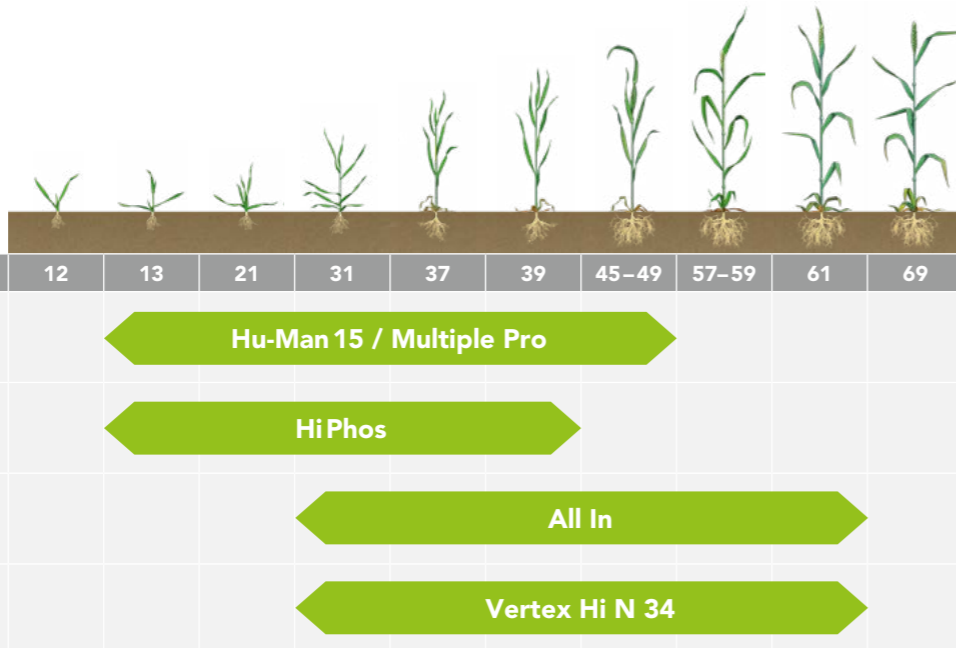 12 13 21 31 37 39 45–49 57–59 61 69
Hu-Man 15 / Multiple Pro
Hi Phos
All In
Vertex Hi N 34